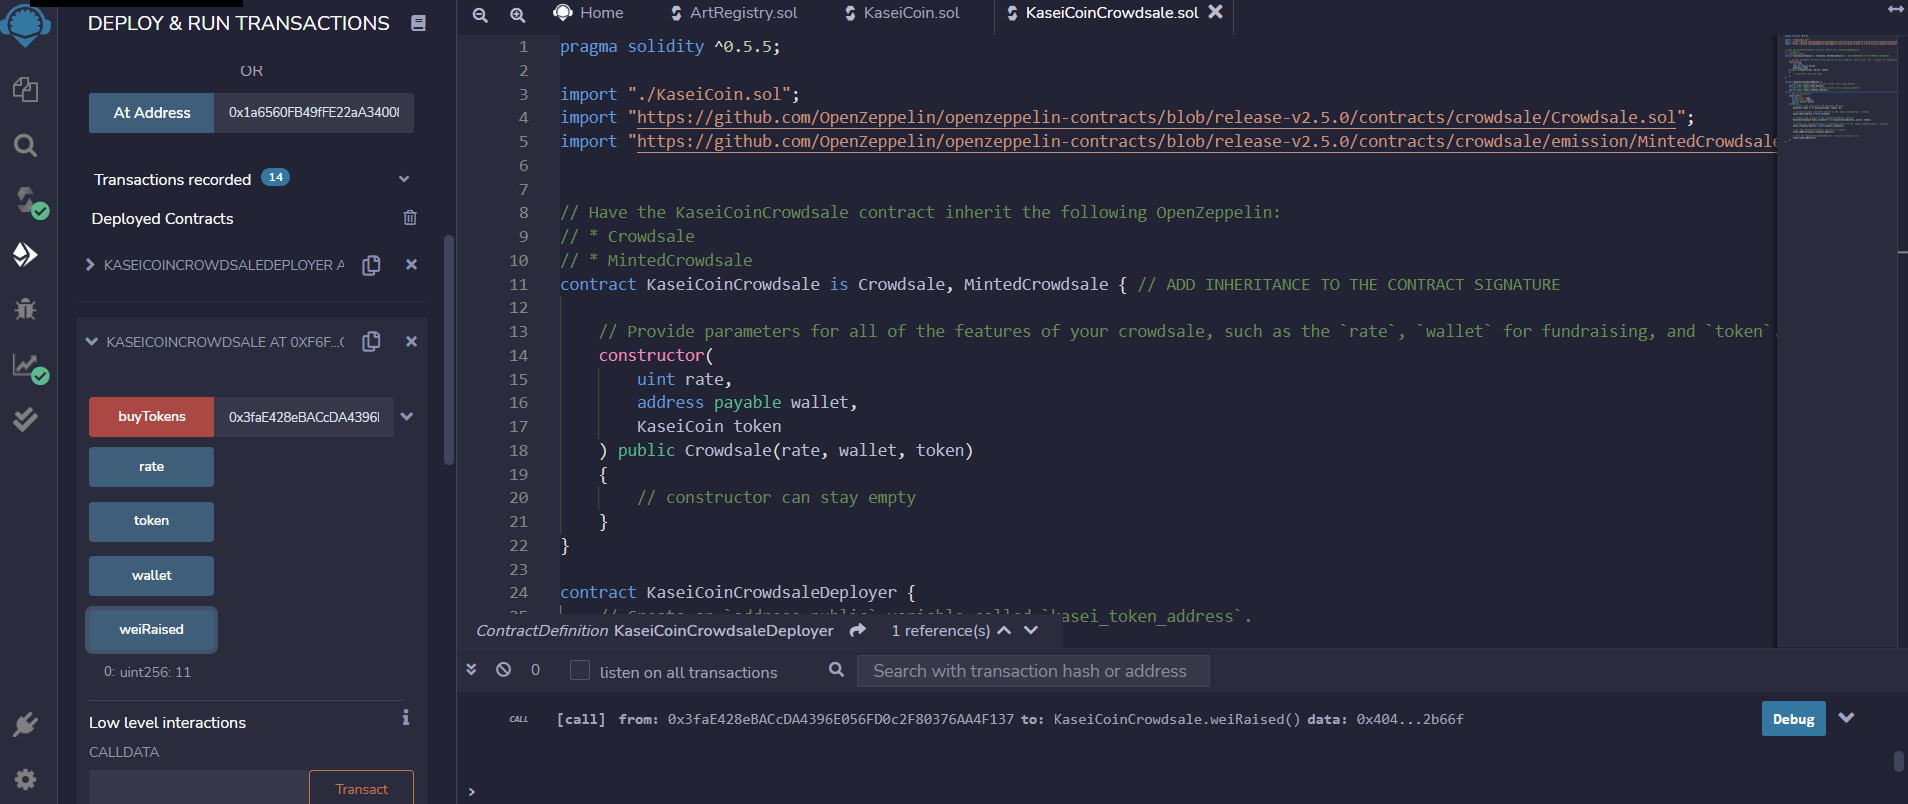 DEPLOY & RUN TRANSACTIONS
OR
At Address
0x1a6560FB49fFE22aA3400
Transactions recorded 14
Deployed Contracts
KASEICOINCROWDSALEDEPLOYER A
KASEICOINCROWDSALE AT 0XF6F...
buyTokens
0x3faE428eBACcDA4396
rate
token
wallet
weiRaised
0: uint256: 11
Low level interactions
CALLDATA
Transact
Home
ArtRegistry.sol
KaseiCoin.sol
KaseiCoinCrowdsale.sol
1 pragma solidity ^0.5.5;
2
3 import "./KaseiCoin.sol";
4 import "https://github.com/OpenZeppelin/openzeppelin-contracts/blob/release-v2.5.0/contracts/crowdsale/Crowdsale.sol";
5 import "https://github.com/OpenZeppelin/openzeppelin-contracts/blob/release-v2.5.0/contracts/crowdsale/emission/MintedCrowdsale
6
7
8 // Have the KaseiCoinCrowdsale contract inherit the following OpenZeppelin:
9 // * Crowdsale
10 // * MintedCrowdsale
11 contract KaseiCoinCrowdsale is Crowdsale, MintedCrowdsale { // ADD INHERITANCE TO THE CONTRACT SIGNATURE
12
13 // Provide parameters for all of the features of your crowdsale, such as the `rate`, `wallet` for fundraising, and `token`.
14 constructor(
15 uint rate,
16 address payable wallet,
17 KaseiCoin token
18 ) public Crowdsale(rate, wallet, token)
19 {
20 // constructor can stay empty
21 }
22 }
23
24 contract KaseiCoinCrowdsaleDeployer {
25 // Create an `address public` variable called `kasei_token_address`.
ContractDefinition KaseiCoinCrowdsaleDeployer 1 reference(s)
0 listen on all transactions
Search with transaction hash or address
CALL [call] from: 0x3faE428eBACcDA4396E056FD0c2F80376AA4F137 to: KaseiCoinCrowdsale.weiRaised() data: 0x404...2b66f
Debug
>